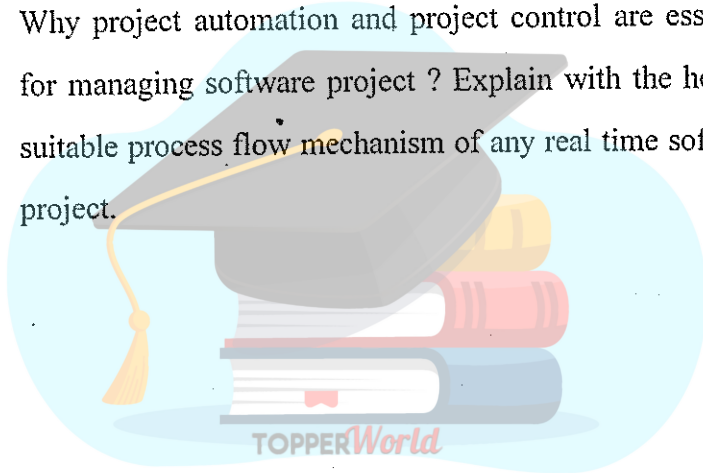 Why project automation and project control are ess
for managing software project ? Explain with the he
suitable process flow mechanism of any real time sof
project.
TOPPERWorld